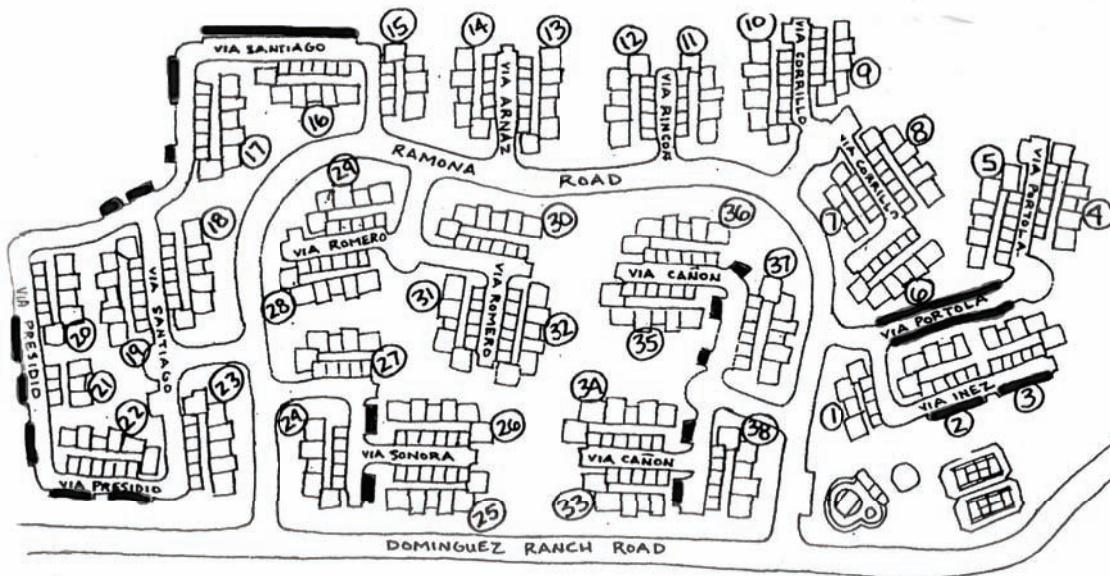 15
14
13
12
11
10
9
VIA SANTIAGO
VIA ARNAZ
VIA RINCON
VIA CORRILLO
16
17
8
5
VIA CORRILLO
VIA PORTOLA
RAMONA ROAD
29
7
4
18
30
36
VIA ROMERO
6
VIA SANTIAGO
VIA CAÑON
37
28
31
VIA ROMERO
32
35
VIA PORTOLA
VIA PRESIDIO
20
19
27
21
23
VIA INEZ
3
1
2
22
24
26
34
38
VIA PRESIDIO
VIA SONORA
VIA CAÑON
25
33
DOMINGUEZ RANCH ROAD